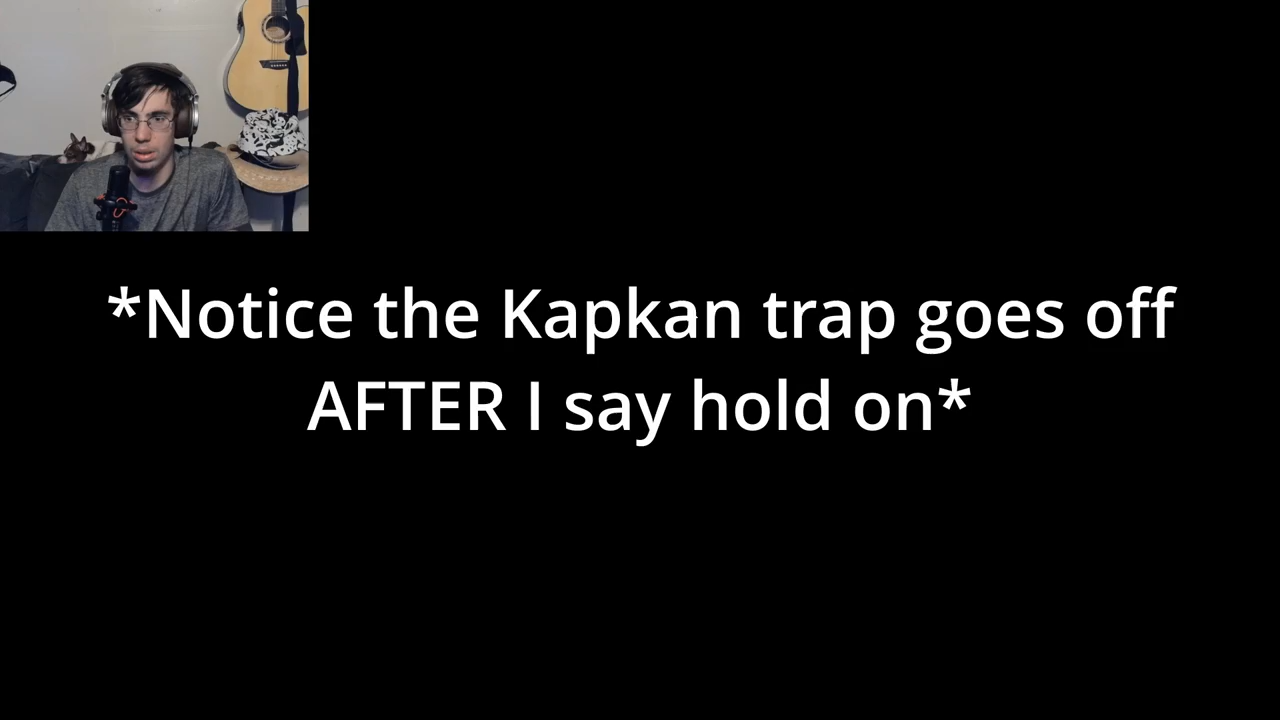 *Notice the Kapkan trap goes off
AFTER I say hold on*